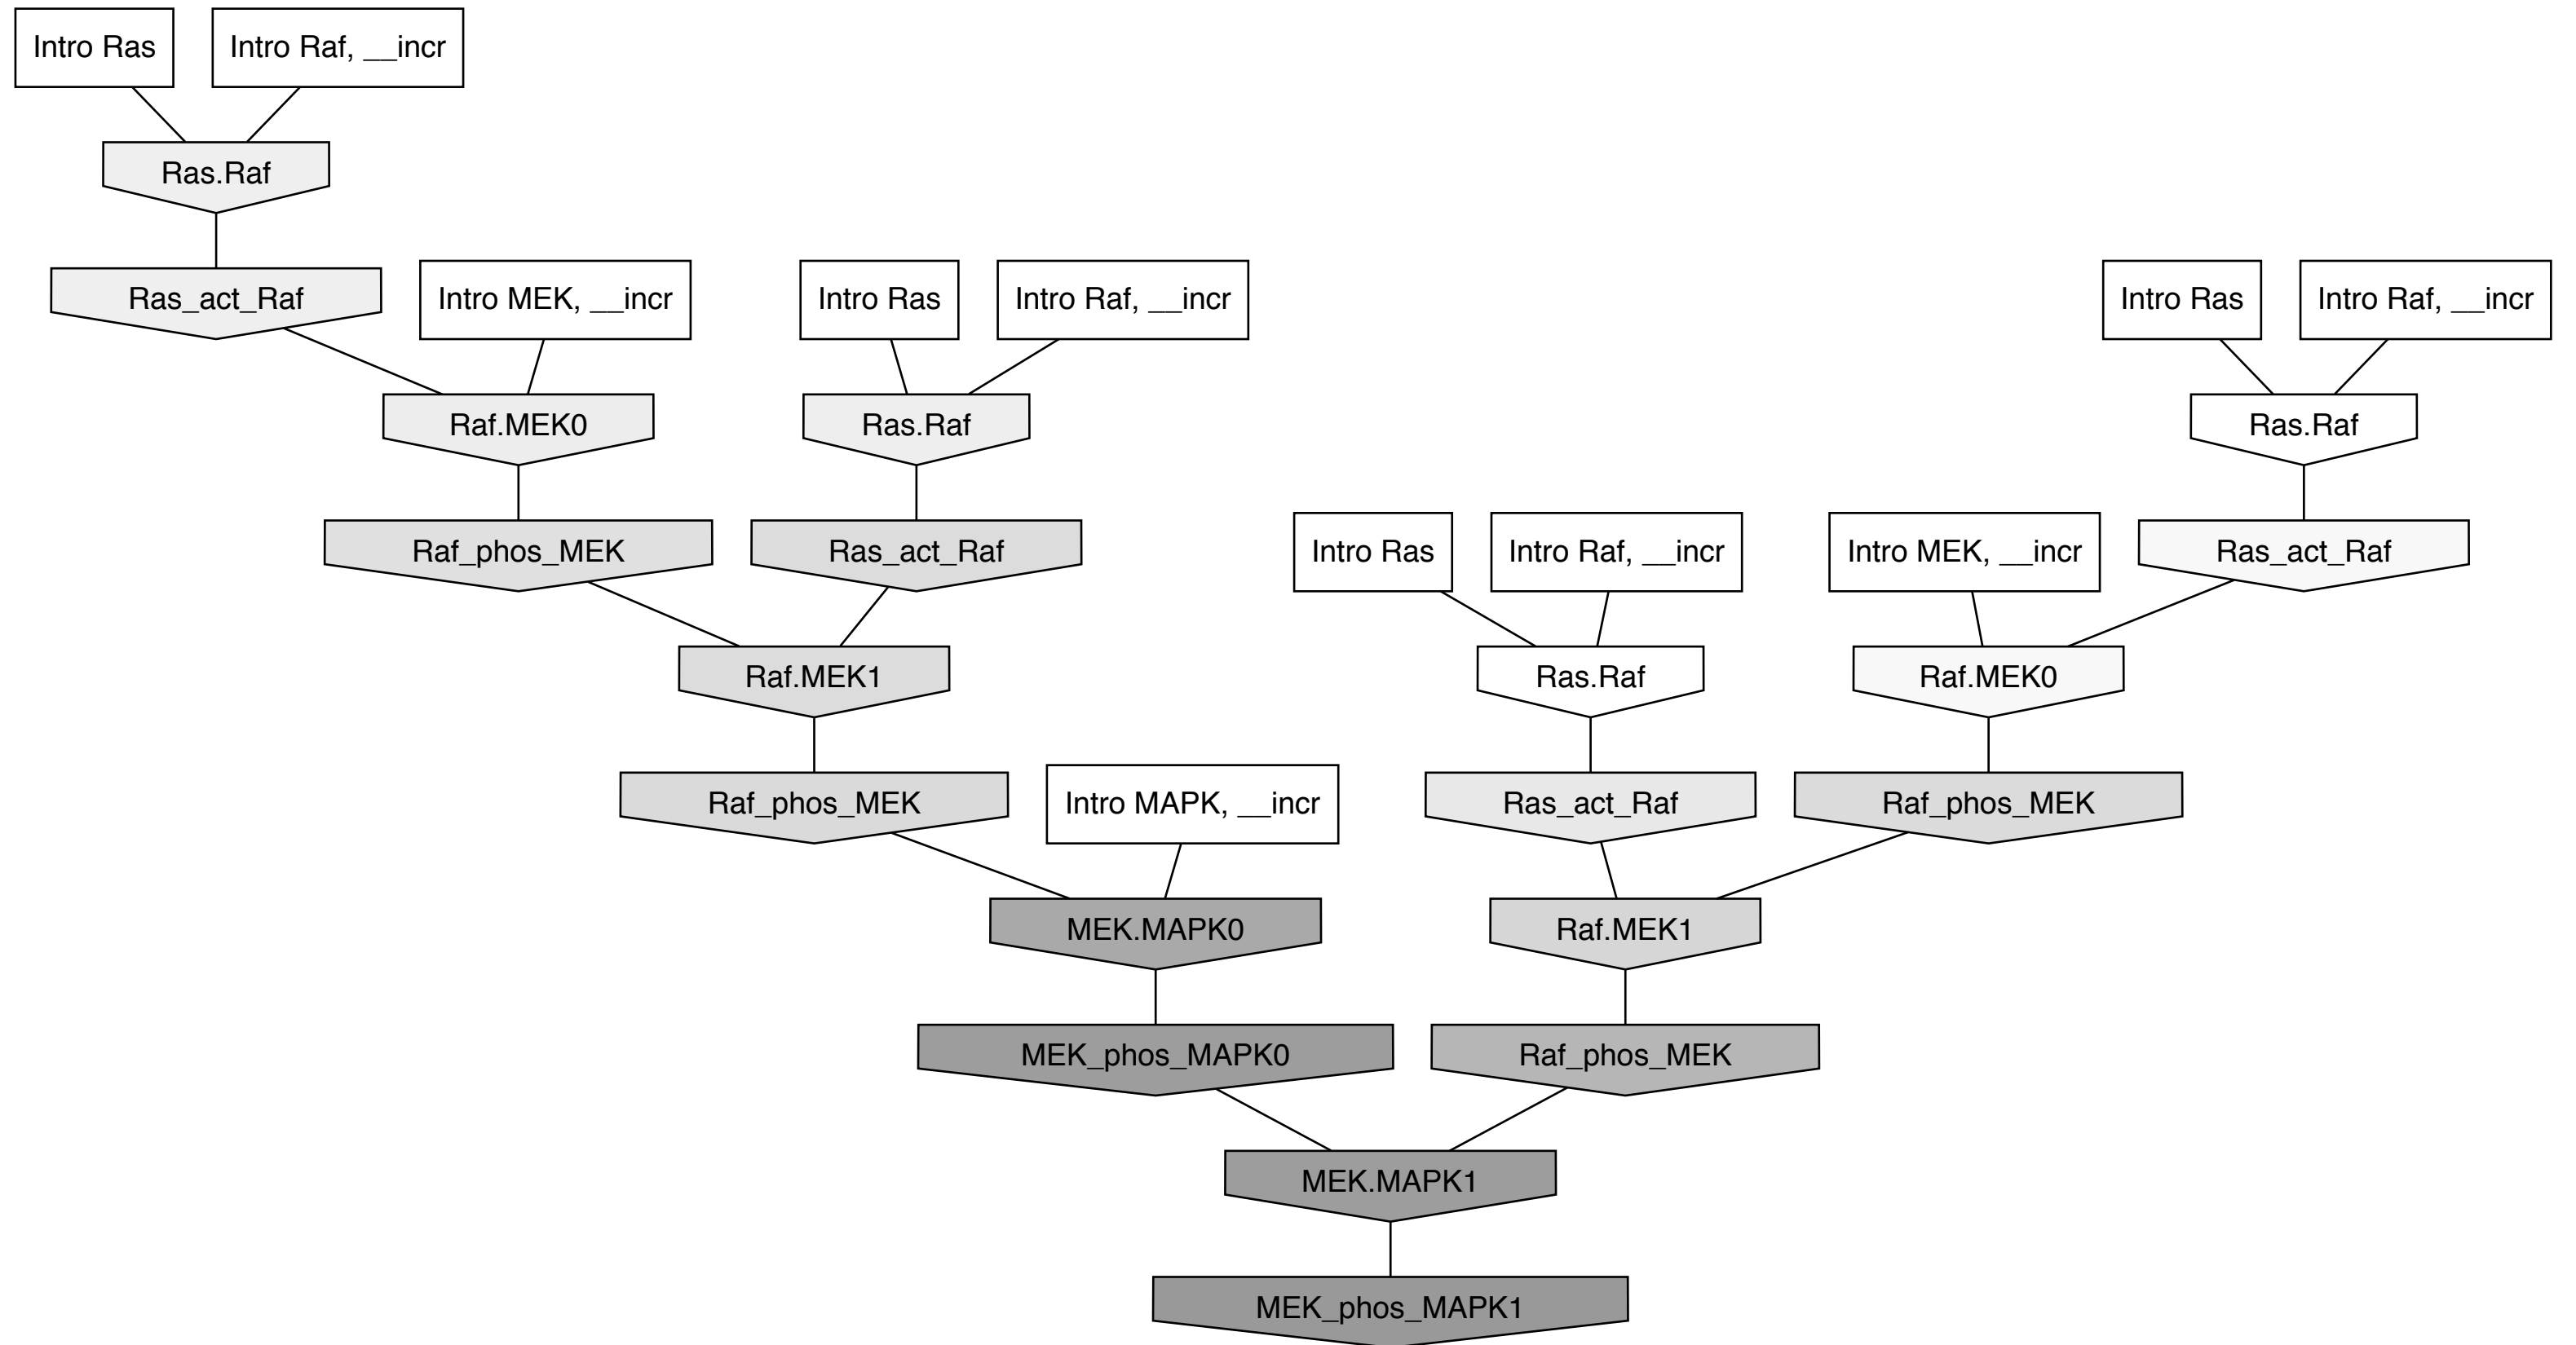 Intro Ras
Intro Raf, __incr
Ras.Raf
Ras_act_Raf
Intro MEK, __incr
Intro Ras
Intro Raf, __incr
Intro Ras
Intro Raf, __incr
Raf.MEK0
Ras.Raf
Ras.Raf
Raf_phos_MEK
Ras_act_Raf
Intro Ras
Intro Raf, __incr
Intro MEK, __incr
Ras_act_Raf
Raf.MEK1
Ras.Raf
Raf.MEK0
Raf_phos_MEK
Intro MAPK, __incr
Ras_act_Raf
Raf_phos_MEK
MEK.MAPK0
Raf.MEK1
MEK_phos_MAPK0
Raf_phos_MEK
MEK.MAPK1
MEK_phos_MAPK1